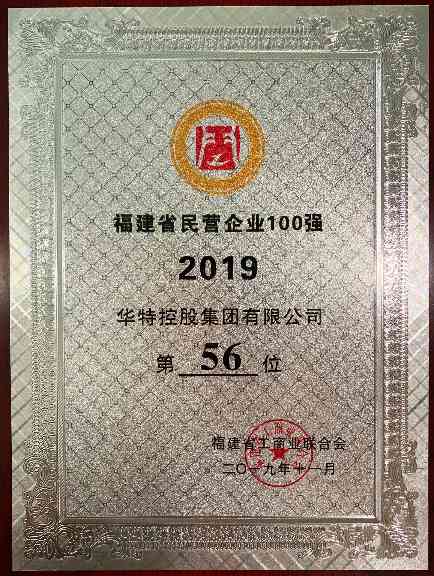 福建省民营企业100强
2019
华特控股集团有限公司
第 56 位
福建省工商业联合会
二〇一九年十一月